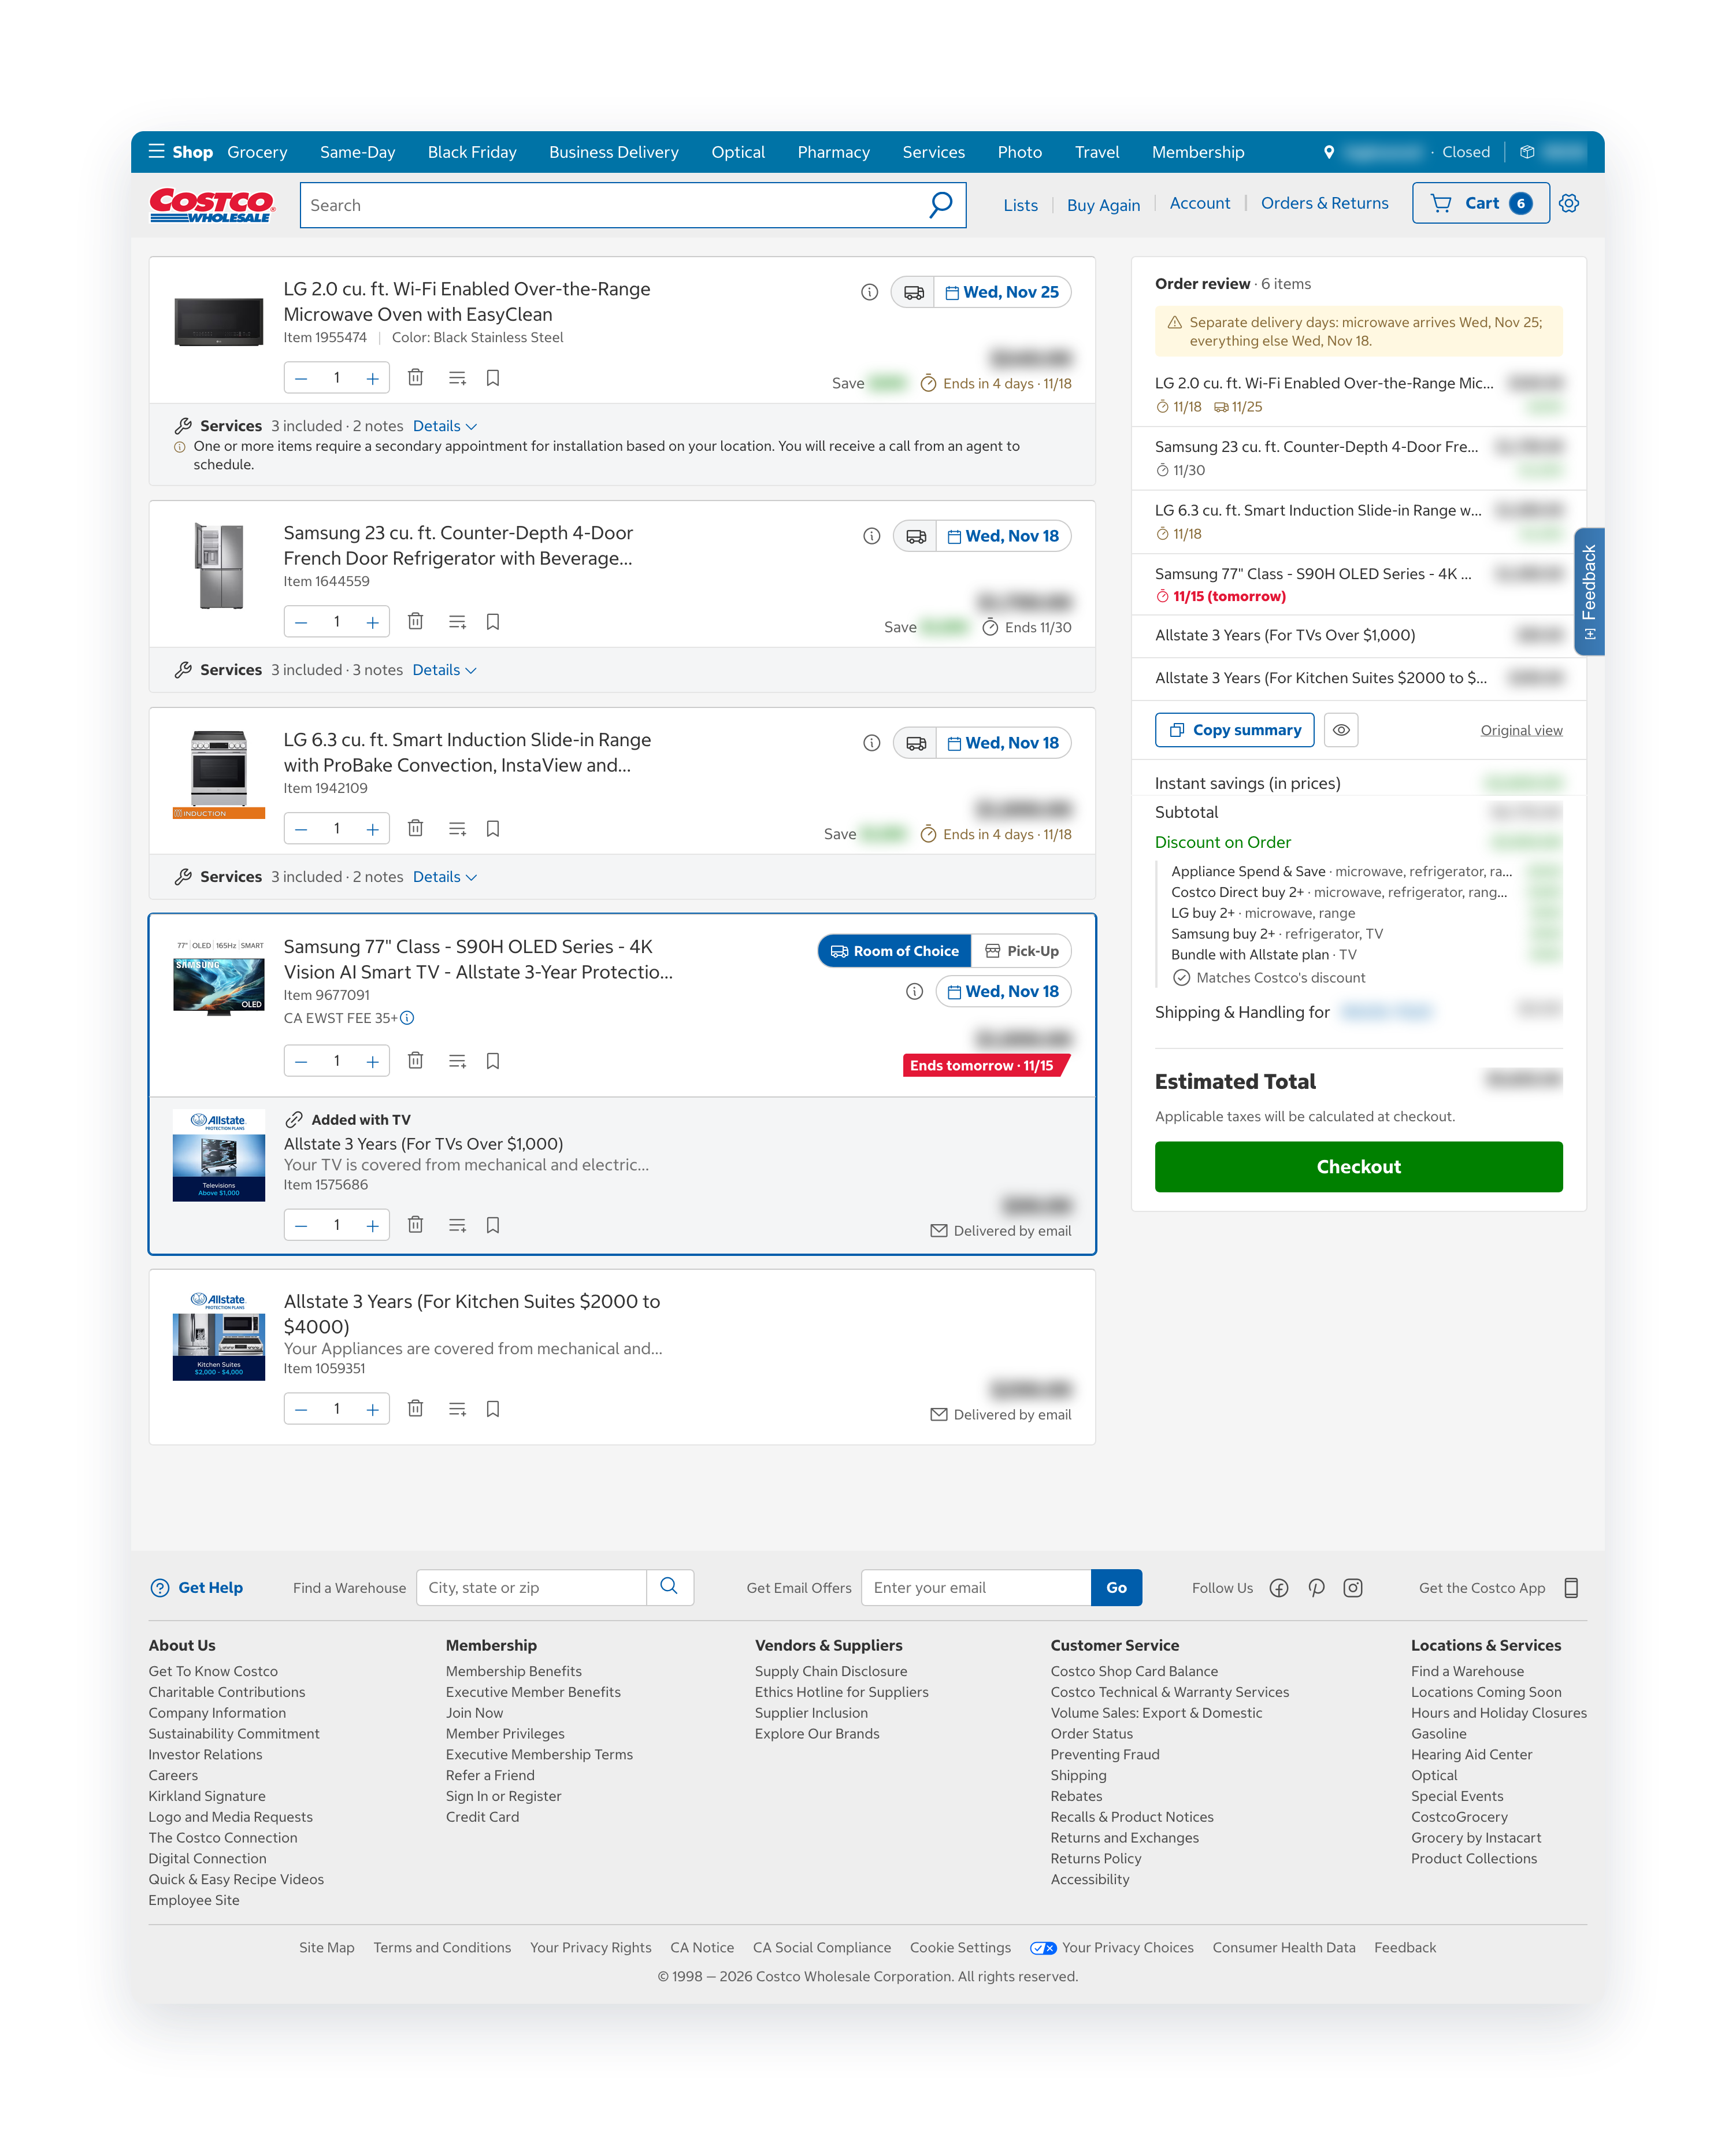 Shop Grocery Same-Day Black Friday Business Delivery Optical Pharmacy Services Photo Travel Membership · Closed
COSTCO WHOLESALE
Search
Lists Buy Again Account Orders & Returns Cart 6
LG 2.0 cu. ft. Wi-Fi Enabled Over-the-Range
Microwave Oven with EasyClean
Item 1955474 | Color: Black Stainless Steel
Wed, Nov 25
1
Save Ends in 4 days · 11/18
Services 3 included · 2 notes Details
One or more items require a secondary appointment for installation based on your location. You will receive a call from an agent to
schedule.
Samsung 23 cu. ft. Counter-Depth 4-Door
French Door Refrigerator with Beverage...
Item 1644559
Wed, Nov 18
1
Save Ends 11/30
Services 3 included · 3 notes Details
INDUCTION
LG 6.3 cu. ft. Smart Induction Slide-in Range
with ProBake Convection, InstaView and...
Item 1942109
Wed, Nov 18
1
Save Ends in 4 days · 11/18
Services 3 included · 2 notes Details
77" | OLED | 165Hz | SMART
SAMSUNG
OLED
Samsung 77" Class - S90H OLED Series - 4K
Vision AI Smart TV - Allstate 3-Year Protectio...
Item 9677091
CA EWST FEE 35+
Room of Choice Pick-Up
Wed, Nov 18
1
Ends tomorrow · 11/15
Allstate
PROTECTION PLANS
Televisions
Above $1,000
Added with TV
Allstate 3 Years (For TVs Over $1,000)
Your TV is covered from mechanical and electric...
Item 1575686
1
Delivered by email
Allstate
PROTECTION PLANS
Kitchen Suites
$2,000 - $4,000
Allstate 3 Years (For Kitchen Suites $2000 to
$4000)
Your Appliances are covered from mechanical and...
Item 1059351
1
Delivered by email
Order review · 6 items
Separate delivery days: microwave arrives Wed, Nov 25;
everything else Wed, Nov 18.
LG 2.0 cu. ft. Wi-Fi Enabled Over-the-Range Mic...
11/18 11/25
Samsung 23 cu. ft. Counter-Depth 4-Door Fre...
11/30
LG 6.3 cu. ft. Smart Induction Slide-in Range w...
11/18
Samsung 77" Class - S90H OLED Series - 4K ...
11/15 (tomorrow)
Allstate 3 Years (For TVs Over $1,000)
Allstate 3 Years (For Kitchen Suites $2000 to $...
Copy summary Original view
Instant savings (in prices)
Subtotal
Discount on Order
Appliance Spend & Save · microwave, refrigerator, ra...
Costco Direct buy 2+ · microwave, refrigerator, rang...
LG buy 2+ · microwave, range
Samsung buy 2+ · refrigerator, TV
Bundle with Allstate plan · TV
Matches Costco's discount
Shipping & Handling for
Estimated Total
Applicable taxes will be calculated at checkout.
Checkout
[+] Feedback
Get Help Find a Warehouse City, state or zip Get Email Offers Enter your email Go Follow Us Get the Costco App
About Us
Get To Know Costco
Charitable Contributions
Company Information
Sustainability Commitment
Investor Relations
Careers
Kirkland Signature
Logo and Media Requests
The Costco Connection
Digital Connection
Quick & Easy Recipe Videos
Employee Site
Membership
Membership Benefits
Executive Member Benefits
Join Now
Member Privileges
Executive Membership Terms
Refer a Friend
Sign In or Register
Credit Card
Vendors & Suppliers
Supply Chain Disclosure
Ethics Hotline for Suppliers
Supplier Inclusion
Explore Our Brands
Customer Service
Costco Shop Card Balance
Costco Technical & Warranty Services
Volume Sales: Export & Domestic
Order Status
Preventing Fraud
Shipping
Rebates
Recalls & Product Notices
Returns and Exchanges
Returns Policy
Accessibility
Locations & Services
Find a Warehouse
Locations Coming Soon
Hours and Holiday Closures
Gasoline
Hearing Aid Center
Optical
Special Events
CostcoGrocery
Grocery by Instacart
Product Collections
Site Map Terms and Conditions Your Privacy Rights CA Notice CA Social Compliance Cookie Settings Your Privacy Choices Consumer Health Data Feedback
© 1998 — 2026 Costco Wholesale Corporation. All rights reserved.